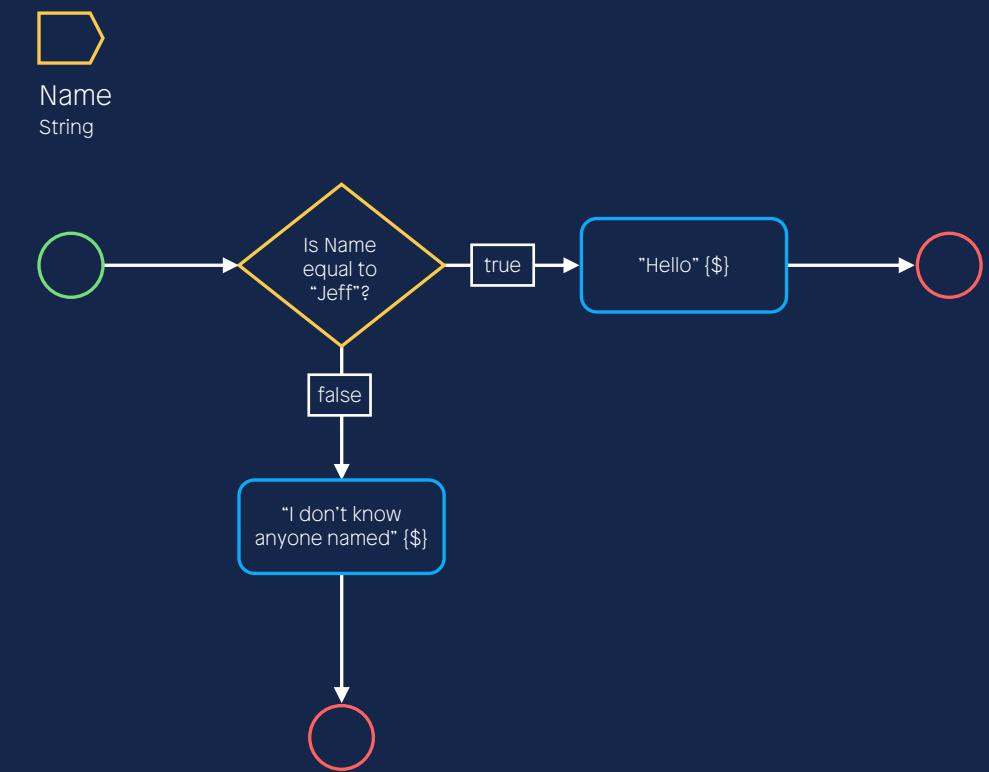 Name
String
Is Name
equal to
“Jeff”?
true
”Hello” {$}
false
“I don’t know
anyone named” {$}